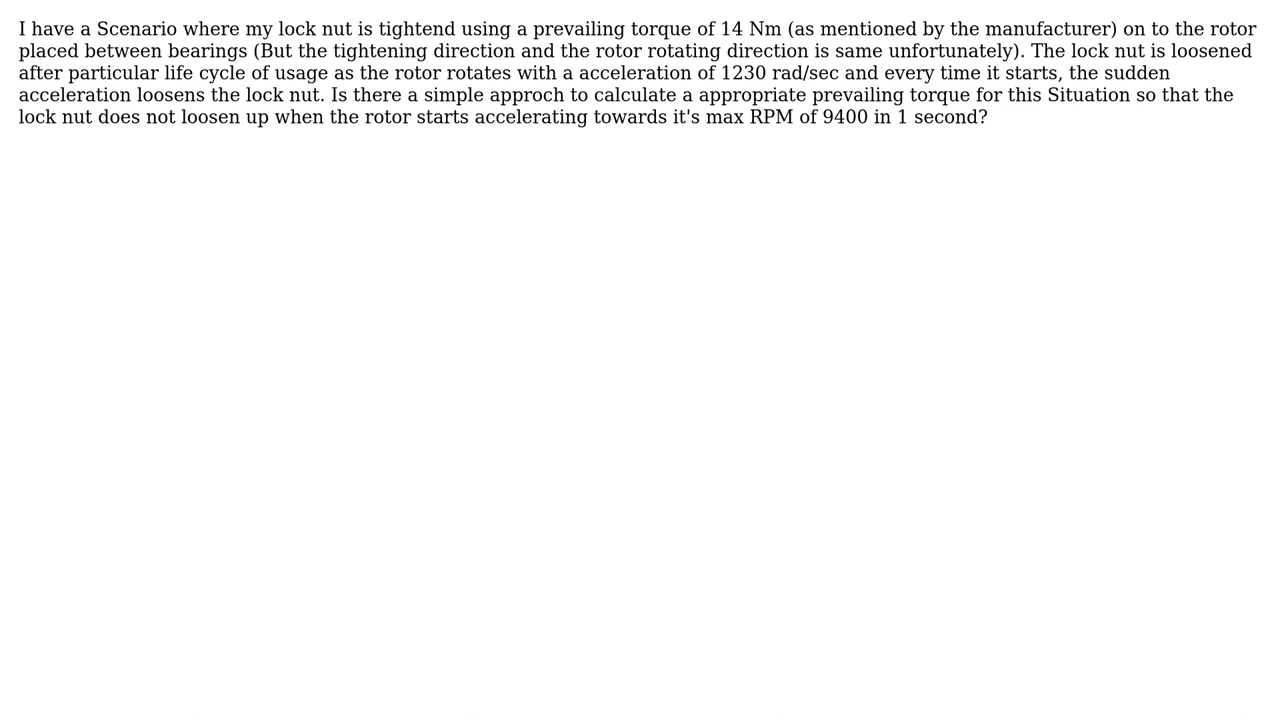 I have a Scenario where my lock nut is tightend using a prevailing torque of 14 Nm (as mentioned by the manufacturer) on to the rotor
placed between bearings (But the tightening direction and the rotor rotating direction is same unfortunately). The lock nut is loosened
after particular life cycle of usage as the rotor rotates with a acceleration of 1230 rad/sec and every time it starts, the sudden
acceleration loosens the lock nut. Is there a simple approch to calculate a appropriate prevailing torque for this Situation so that the
lock nut does not loosen up when the rotor starts accelerating towards it's max RPM of 9400 in 1 second?